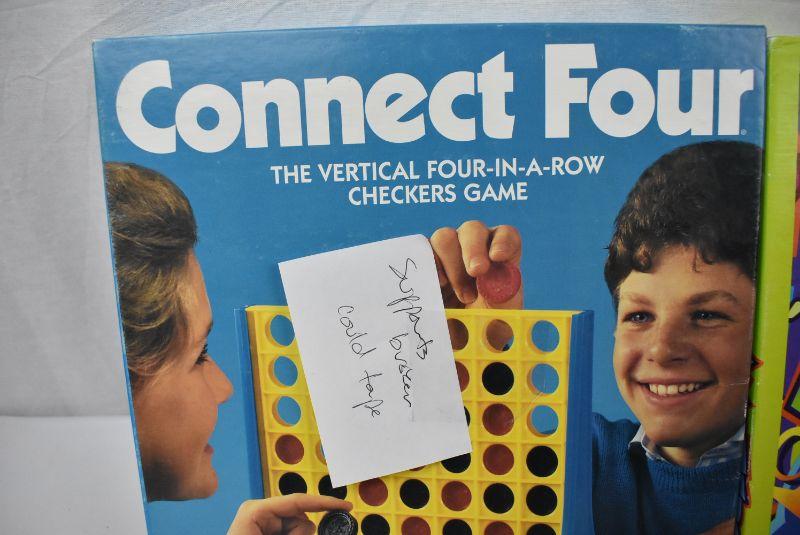 Connect Four
THE VERTICAL FOUR-IN-A-ROW
CHECKERS GAME
Supports
broken
could tape